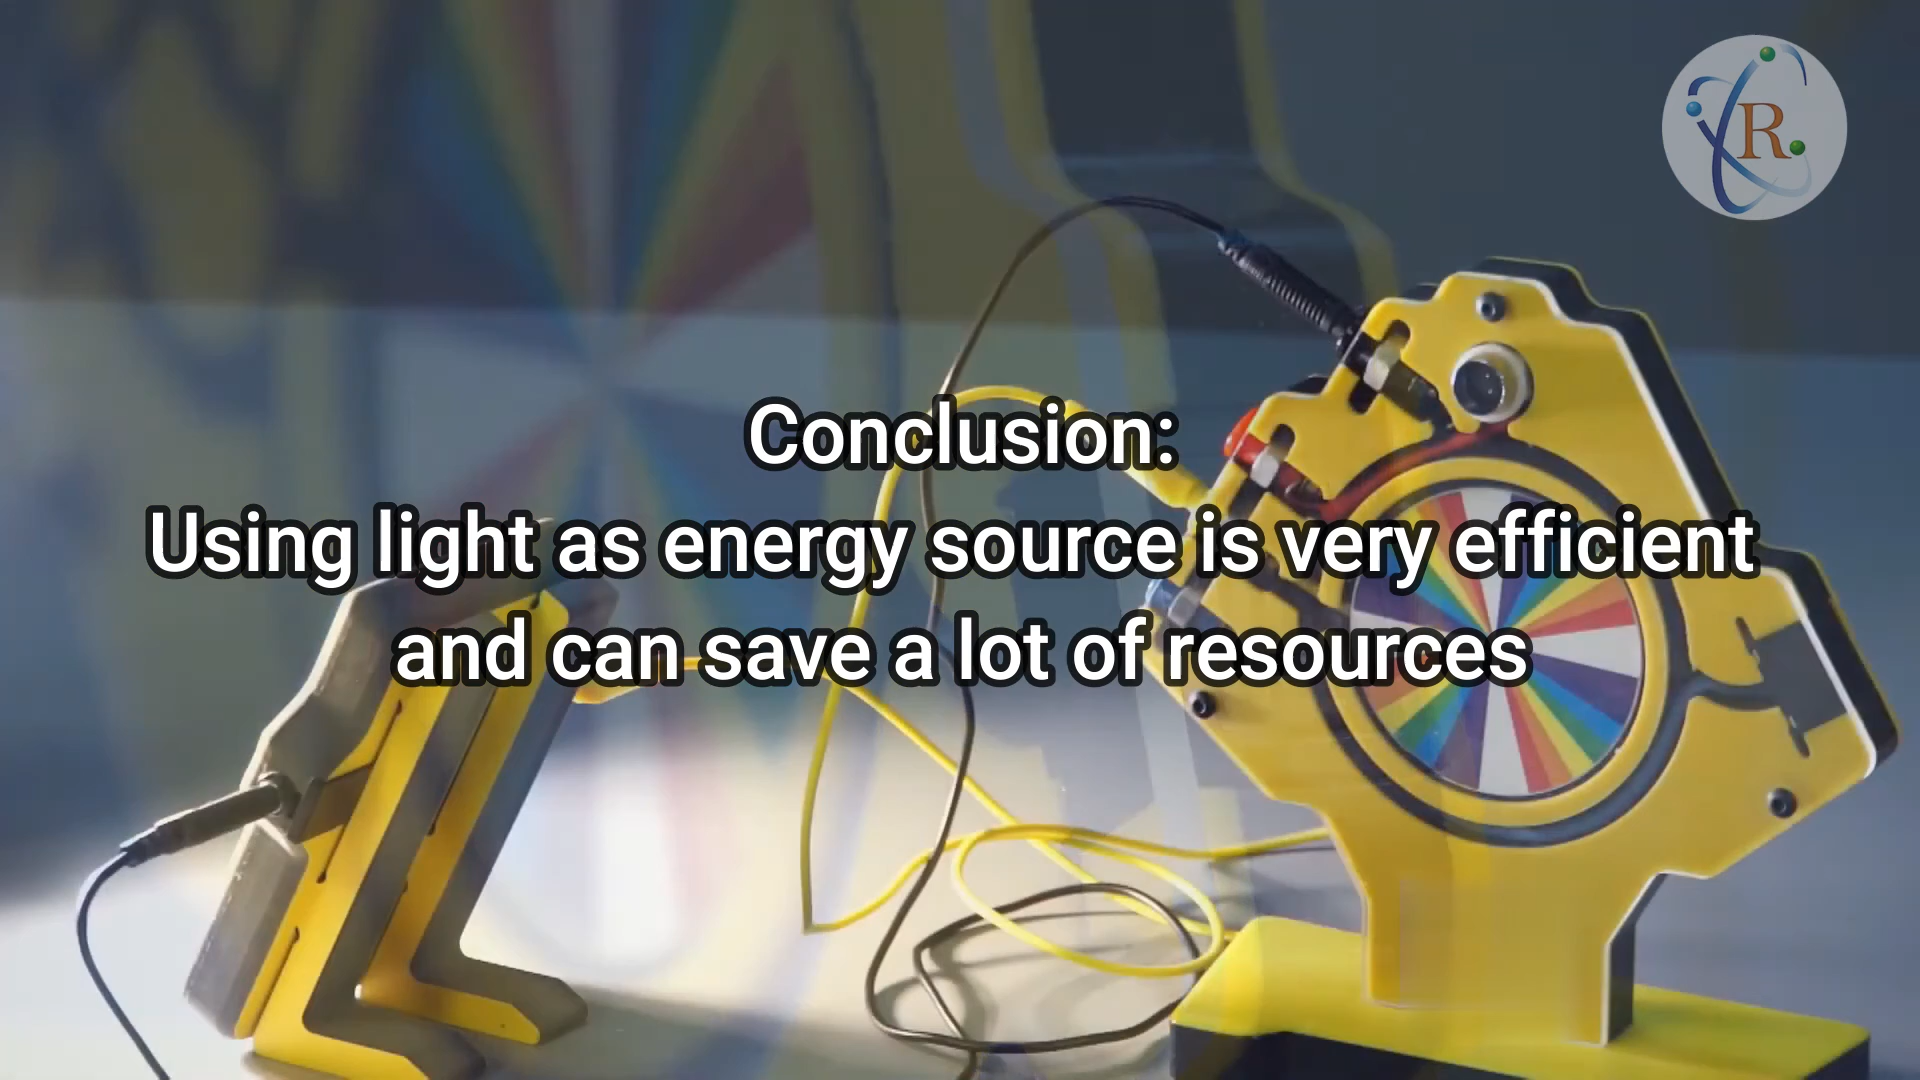 R
Conclusion:
Using light as energy source is very efficient
and can save a lot of resources